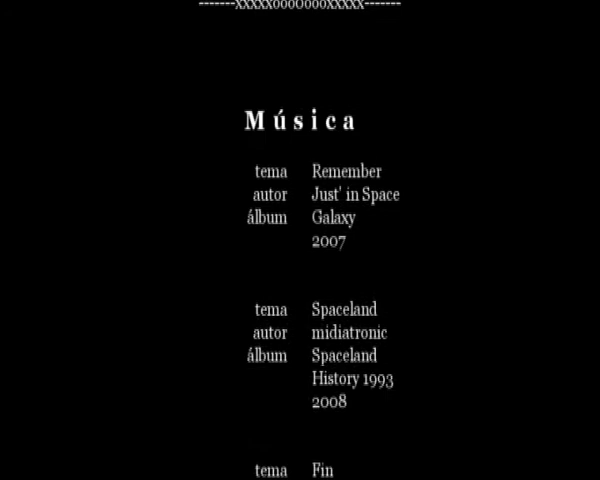 -------xxxxxoooOoooxxxxx-------
Música
tema Remember
autor Just' in Space
álbum Galaxy
2007
tema Spaceland
autor midiatronic
álbum Spaceland
History 1993
2008
tema Fin